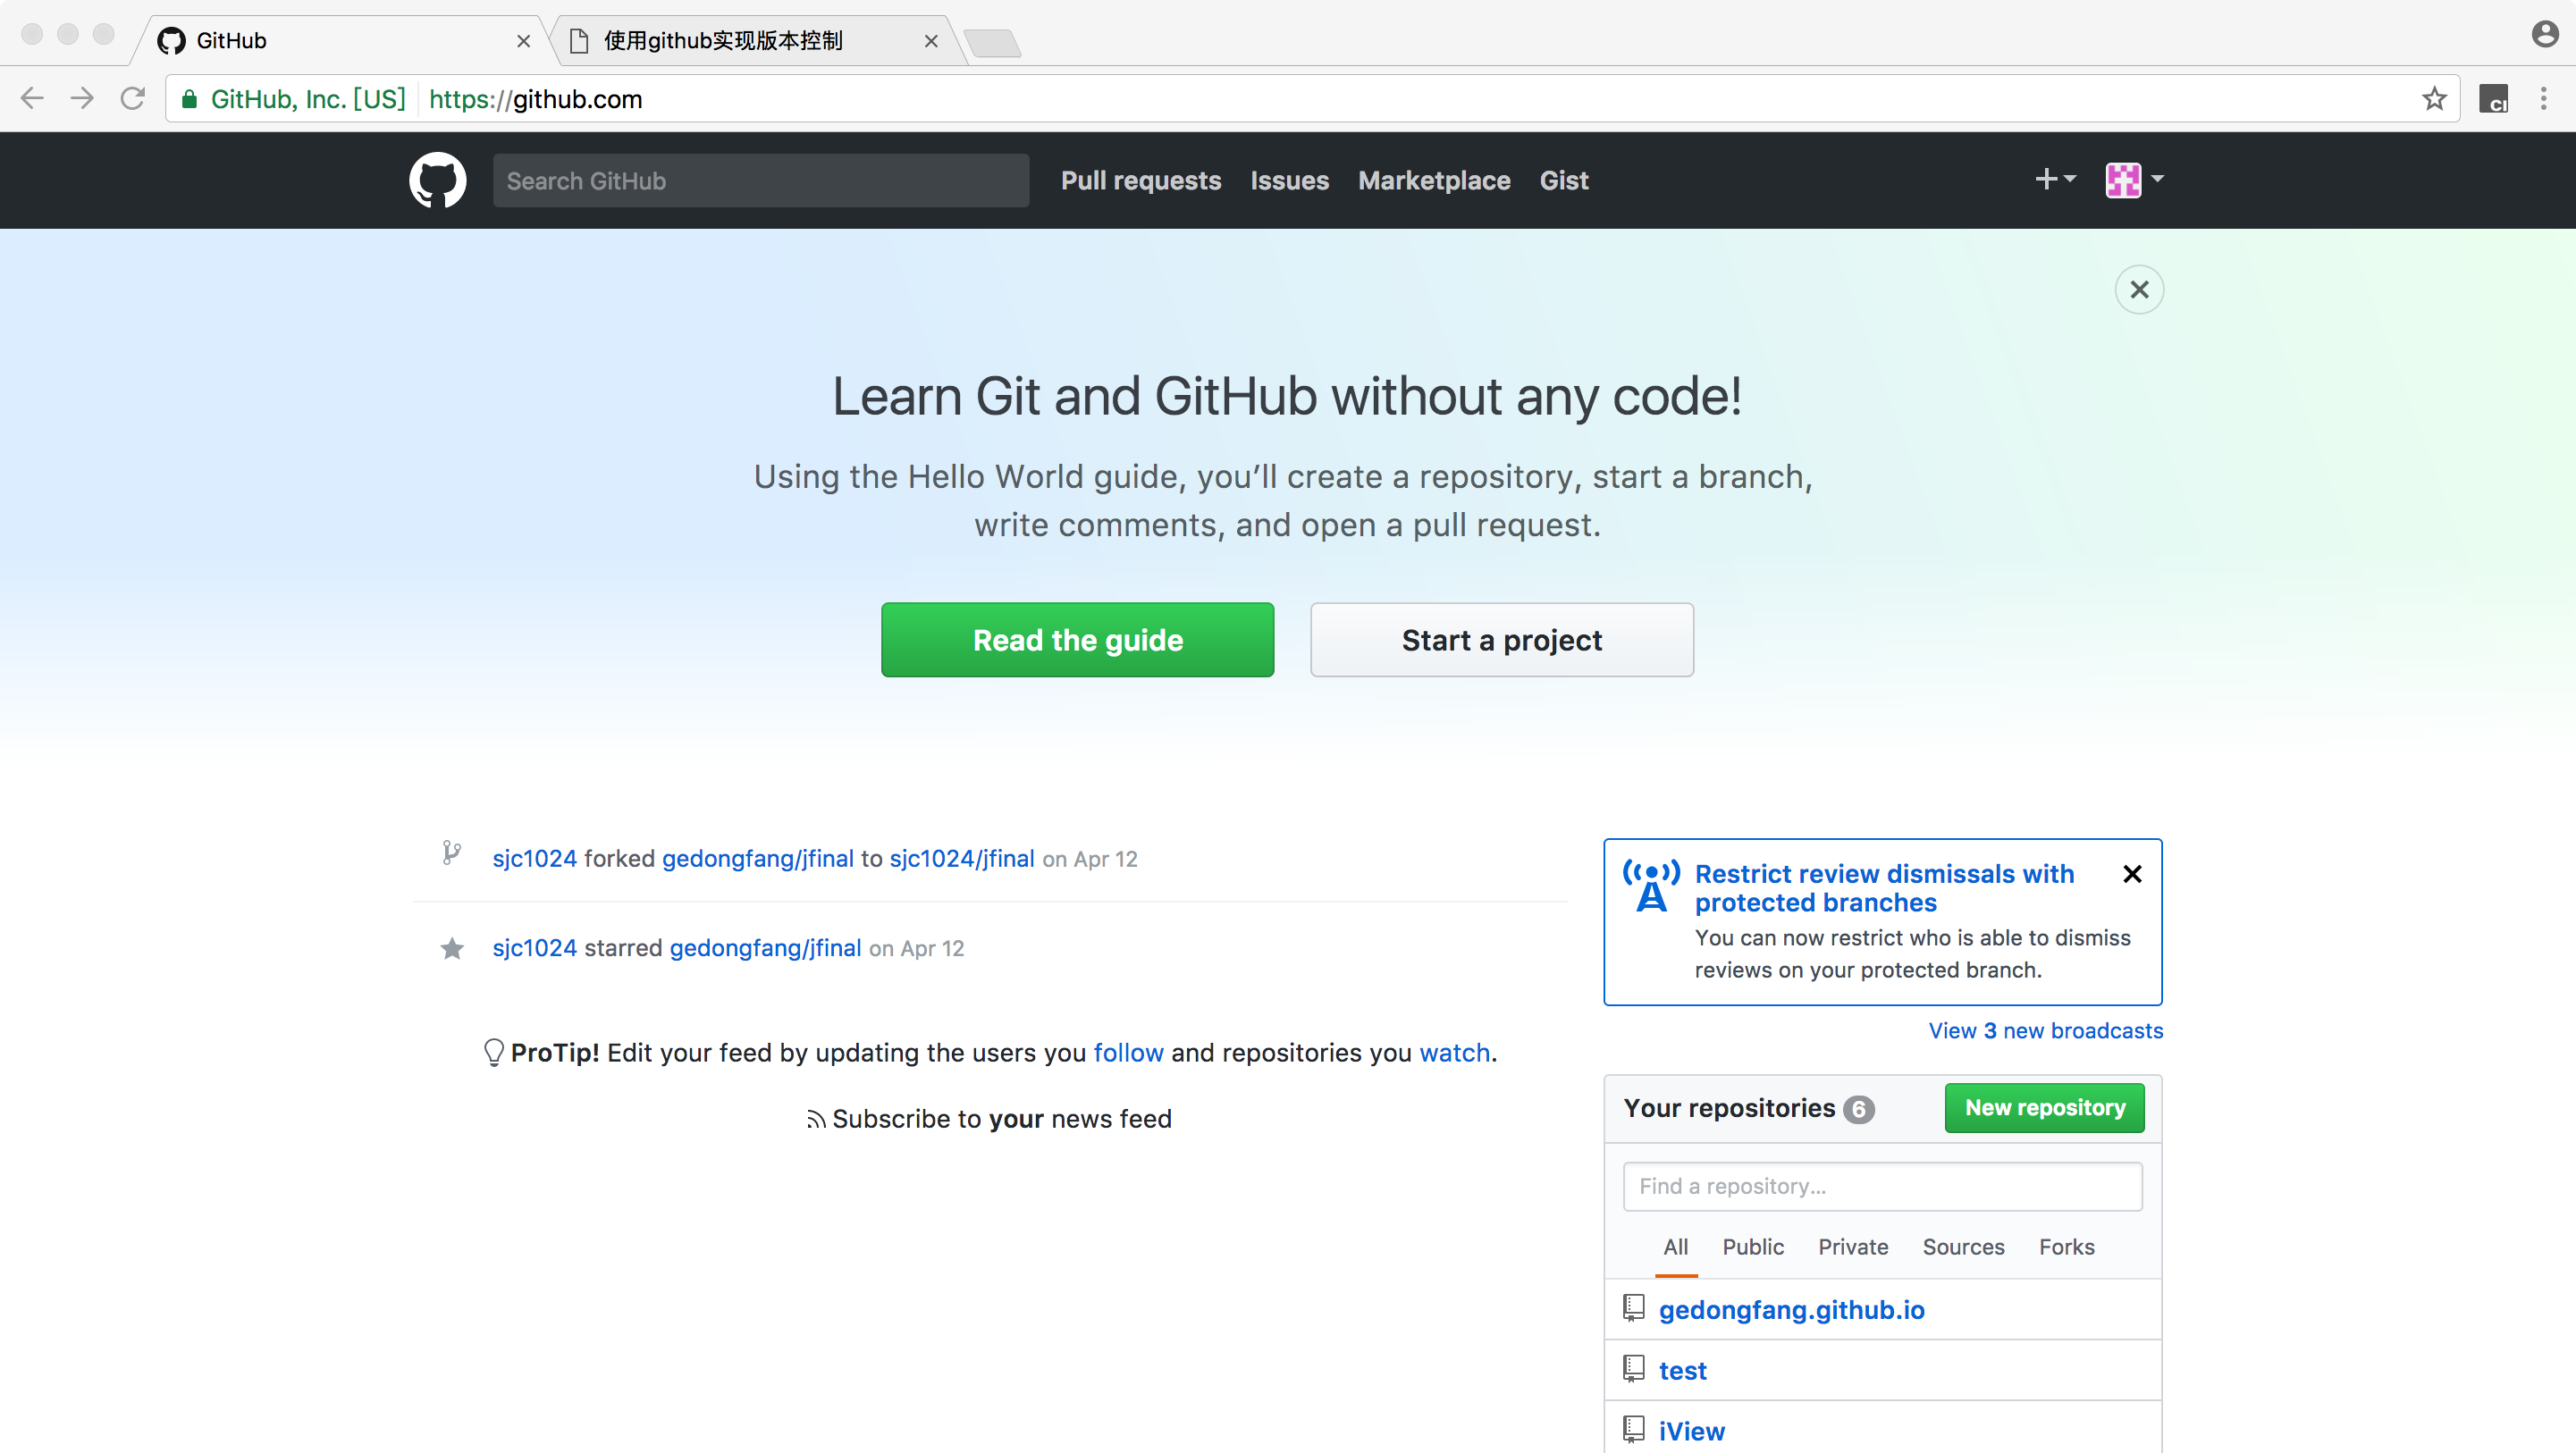 GitHub
使用github实现版本控制
GitHub, Inc. [US] https://github.com
CI
Search GitHub
Pull requests Issues Marketplace Gist
Learn Git and GitHub without any code!
Using the Hello World guide, you’ll create a repository, start a branch,
write comments, and open a pull request.
Read the guide
Start a project
sjc1024 forked gedongfang/jfinal to sjc1024/jfinal on Apr 12
sjc1024 starred gedongfang/jfinal on Apr 12
ProTip! Edit your feed by updating the users you follow and repositories you watch.
Subscribe to your news feed
Restrict review dismissals with
protected branches
You can now restrict who is able to dismiss
reviews on your protected branch.
View 3 new broadcasts
Your repositories 6
New repository
Find a repository...
All Public Private Sources Forks
gedongfang.github.io
test
iView